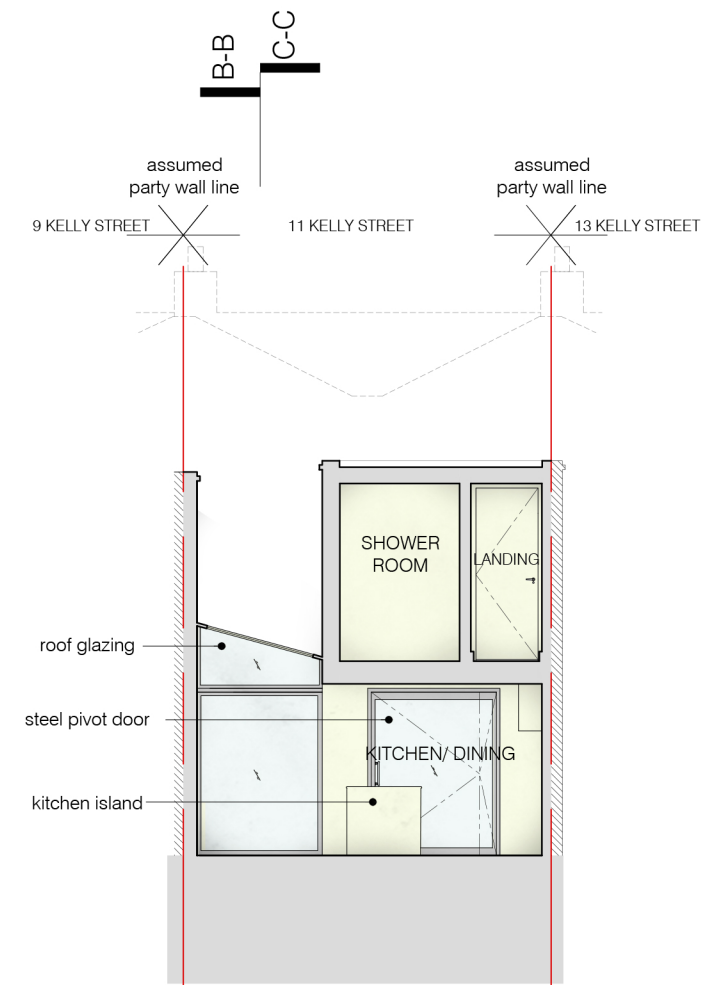 B-B
C-C
assumed
party wall line
assumed
party wall line
9 KELLY STREET
11 KELLY STREET
13 KELLY STREET
SHOWER
ROOM
LANDING
roof glazing
steel pivot door
KITCHEN/ DINING
kitchen island